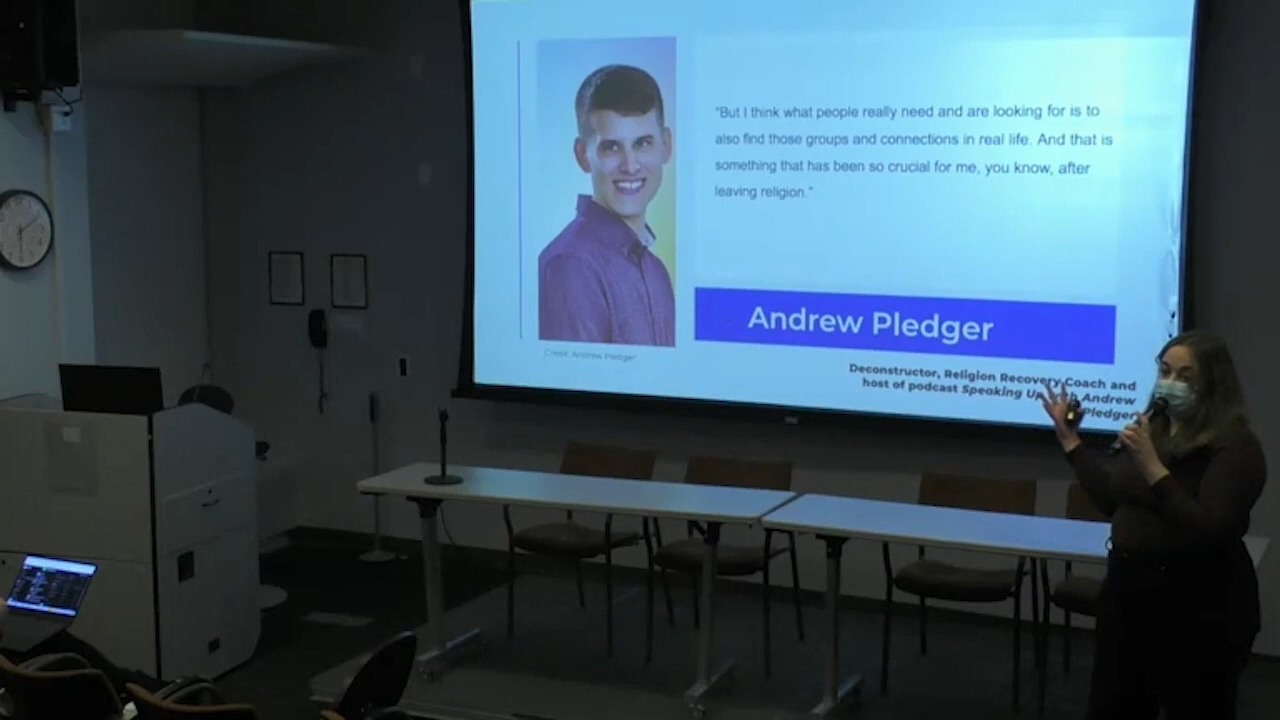 "But I think what people really need and are looking for is to
also find those groups and connections in real life. And that is
something that has been so crucial for me, you know, after
leaving religion."
Andrew Pledger
Credit: Andrew Pledger
Deconstructor, Religion Recovery Coach and
host of podcast Speaking Up Andrew
Pledger